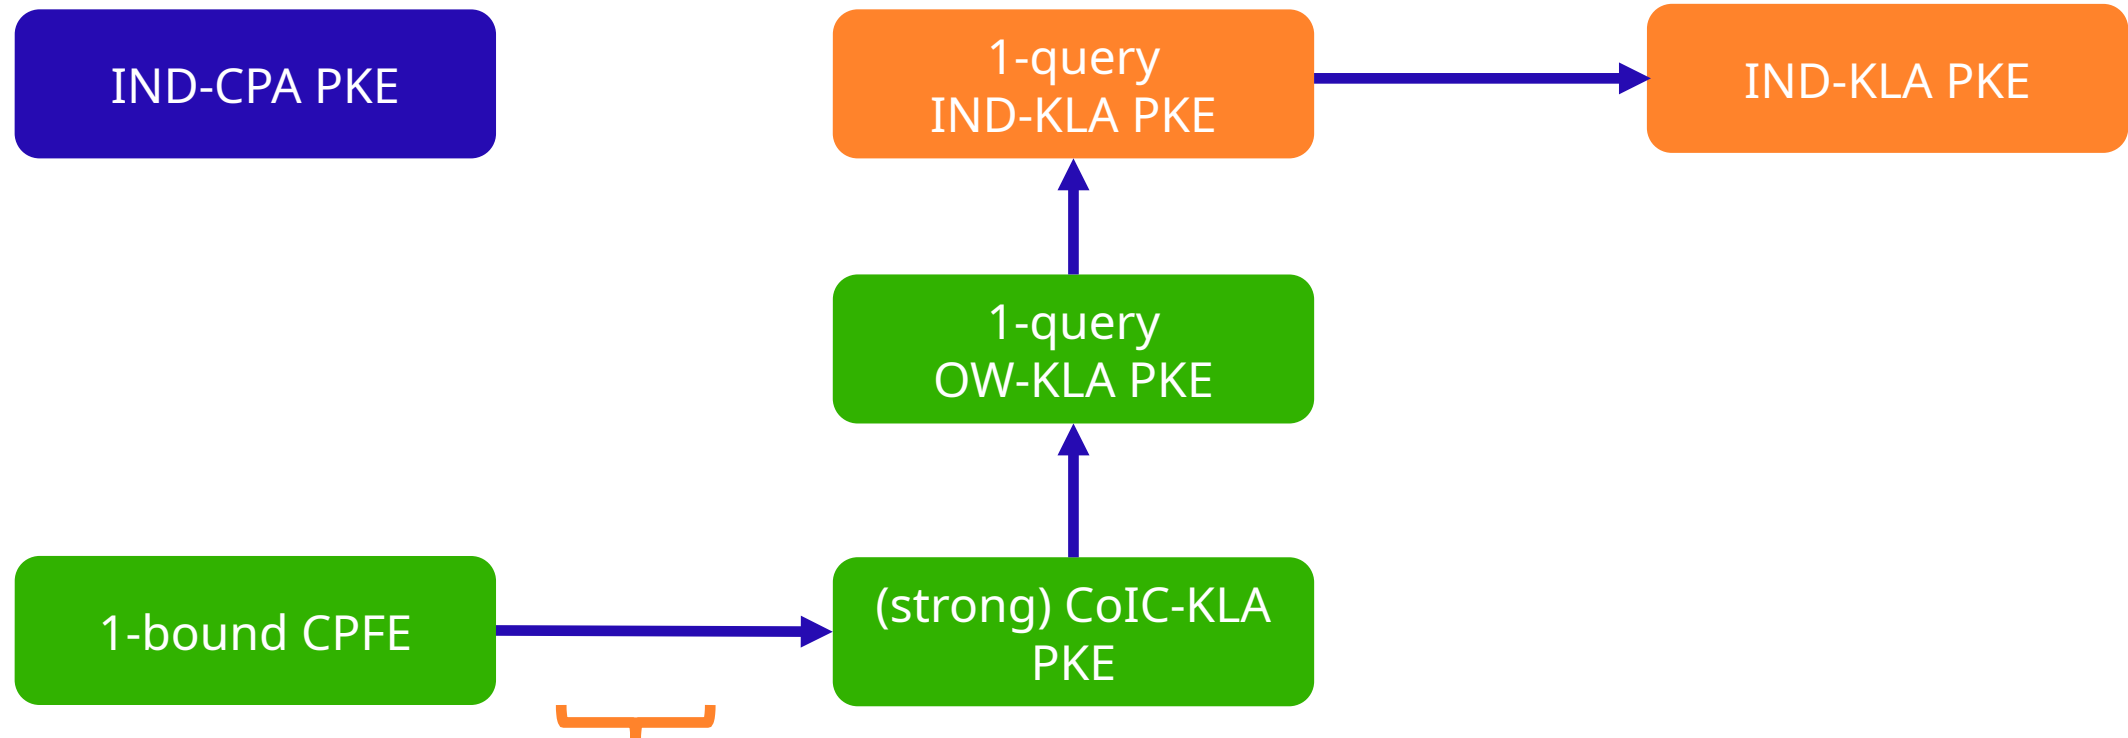 IND-CPA PKE
1-query
IND-KLA PKE
IND-KLA PKE
1-query
OW-KLA PKE
1-bound CPFE
(strong) CoIC-KLA
PKE